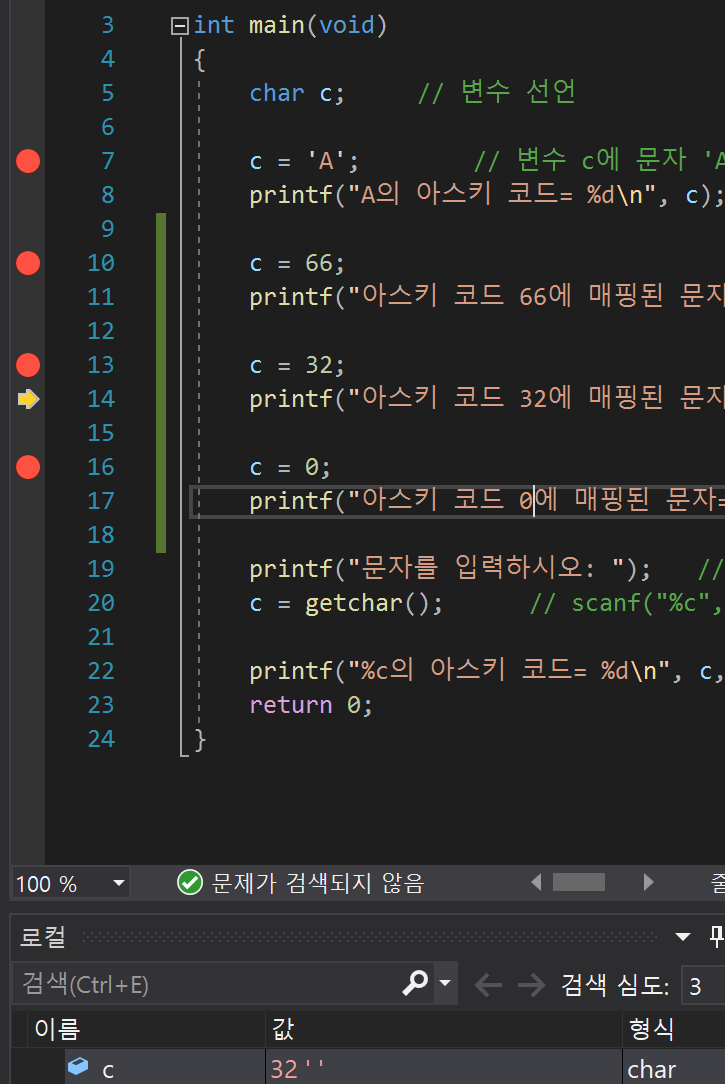 3 int main(void)
4 {
5 char c; // 변수 선언
6
7 c = 'A'; // 변수 c에 문자 'A
8 printf("A의 아스키 코드= %d\n", c);
9
10 c = 66;
11 printf("아스키 코드 66에 매핑된 문자
12
13 c = 32;
14 printf("아스키 코드 32에 매핑된 문자
15
16 c = 0;
17 printf("아스키 코드 0에 매핑된 문자=
18
19 printf("문자를 입력하시오: "); //
20 c = getchar(); // scanf("%c",
21
22 printf("%c의 아스키 코드= %d\n", c,
23 return 0;
24 }
100 % 문제가 검색되지 않음 줄
로컬
검색(Ctrl+E) 검색 심도: 3
이름 값 형식
c 32 ' ' char